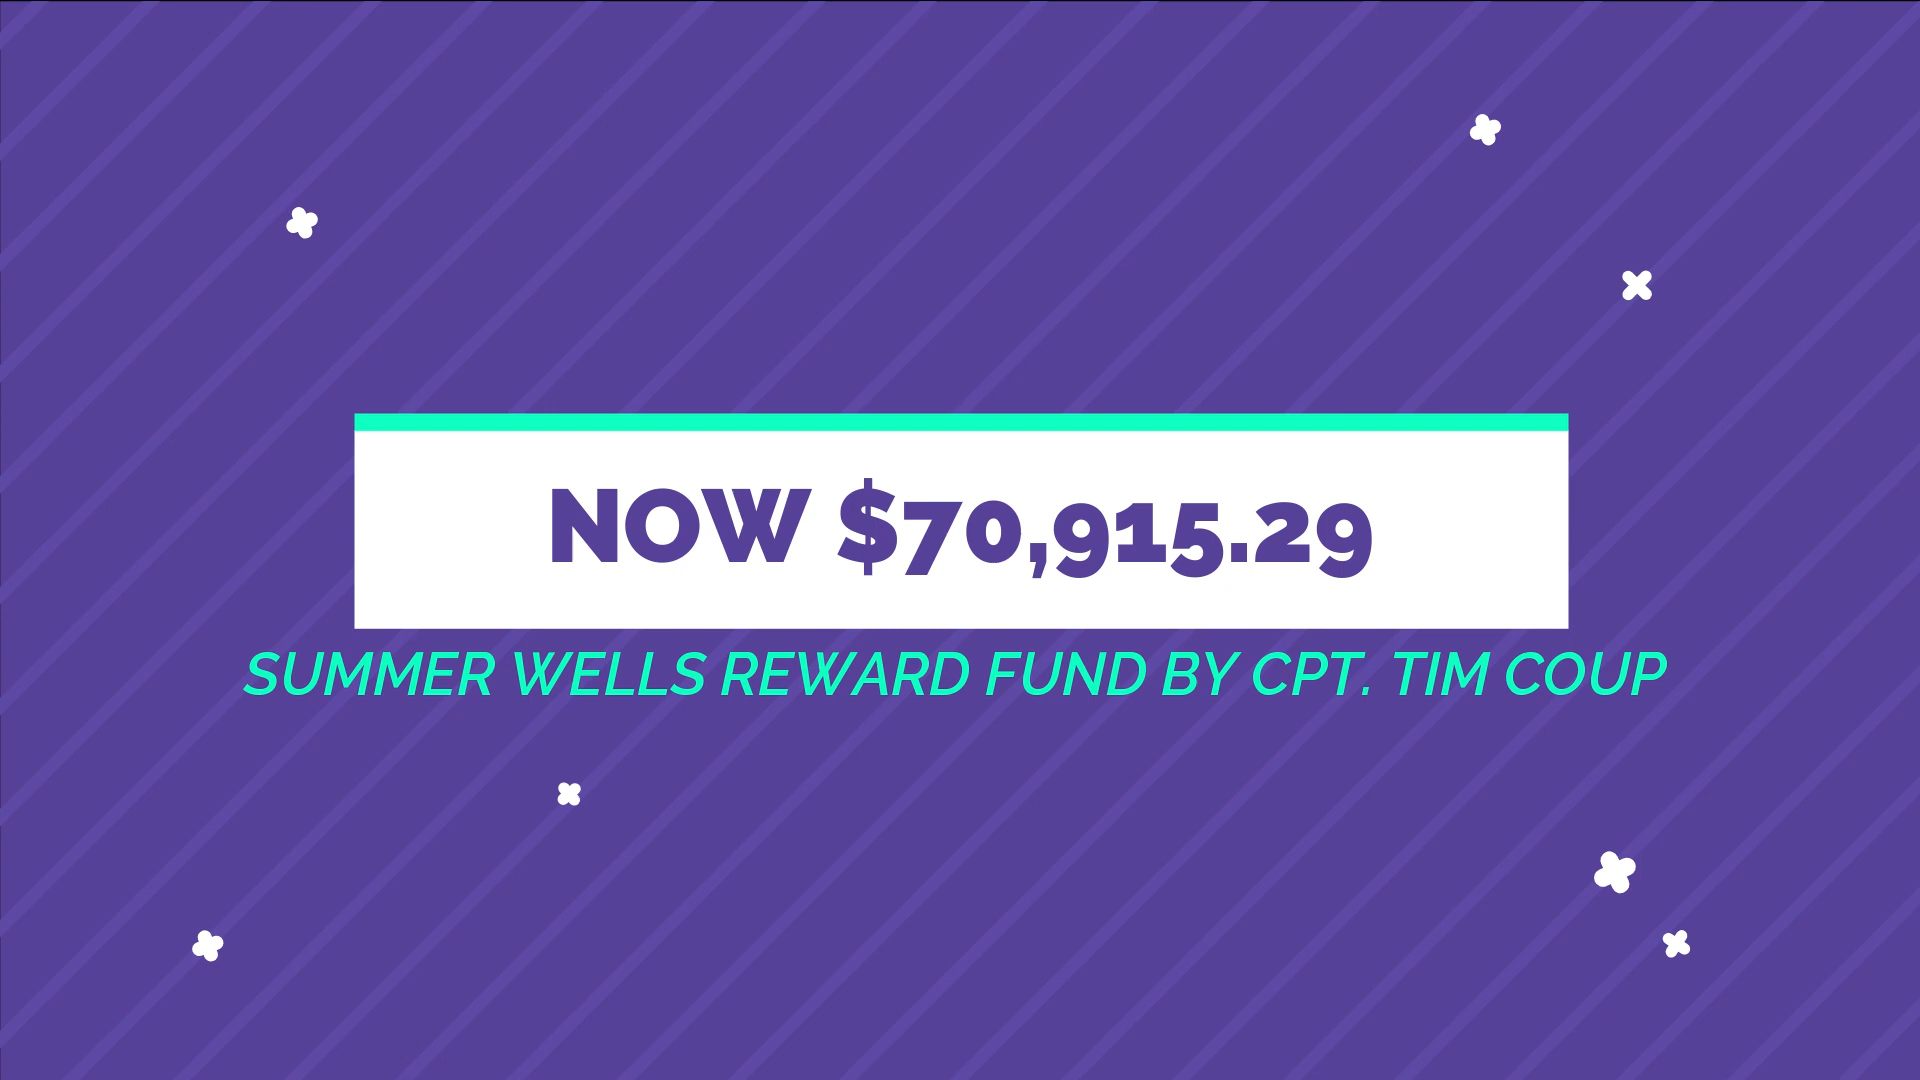 NOW $70,915.29
SUMMER WELLS REWARD FUND BY CPT. TIM COUP